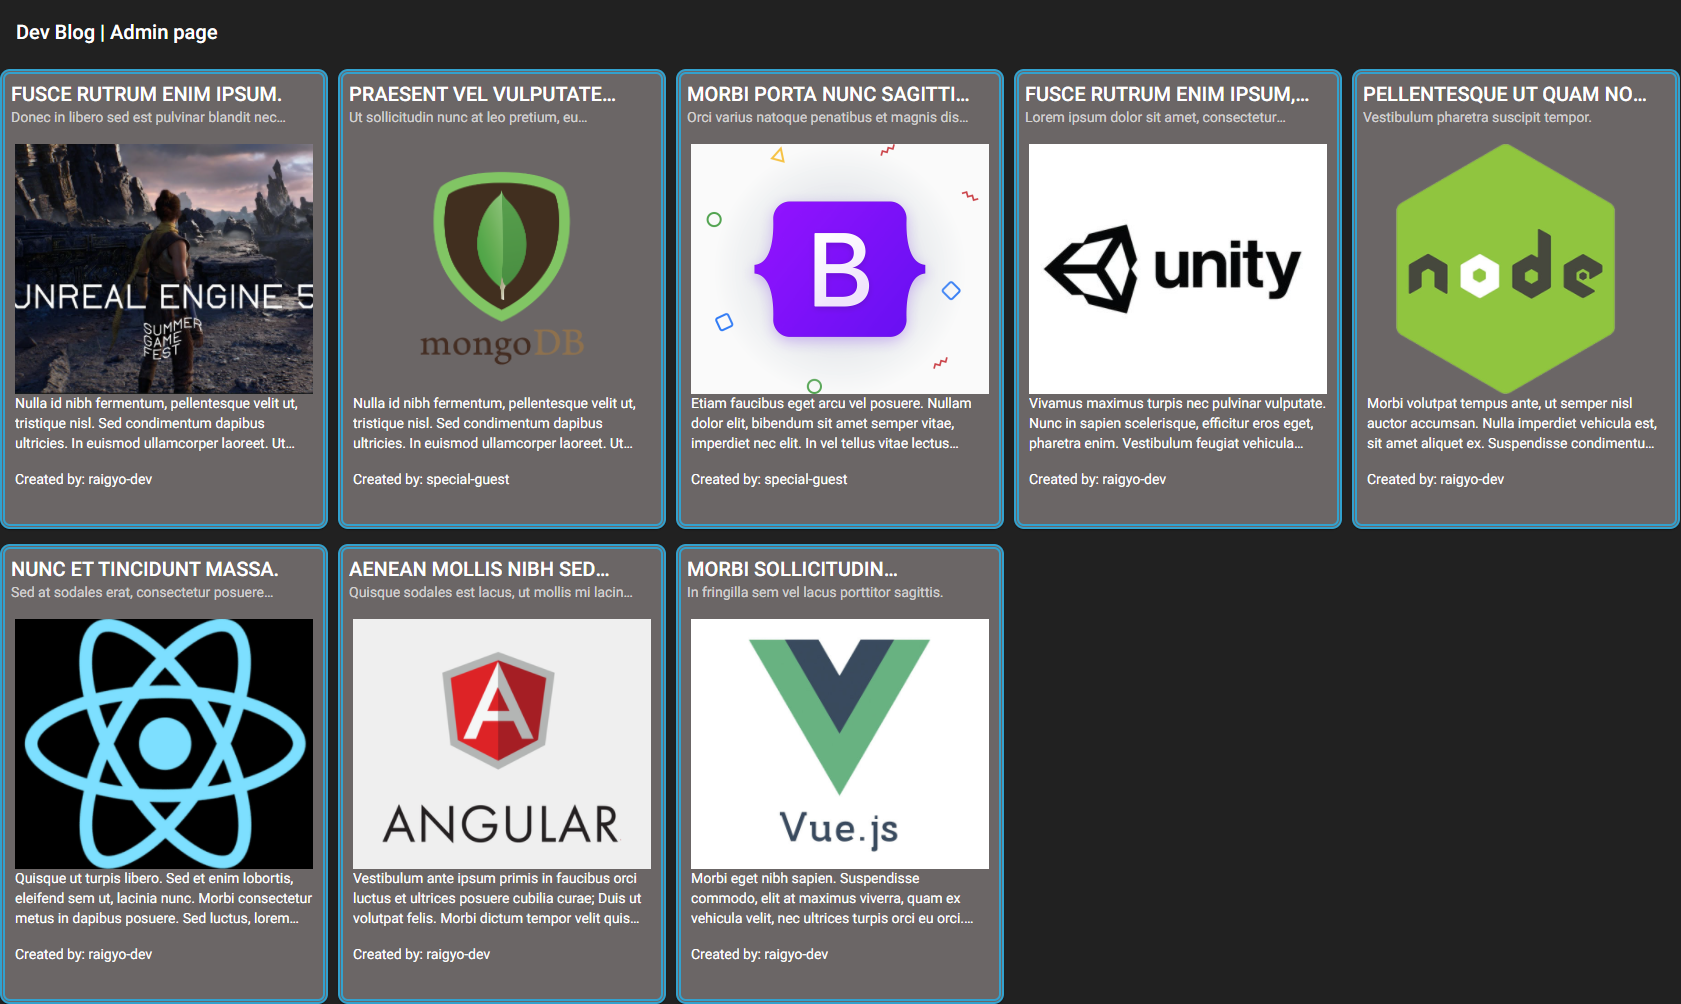 Dev Blog | Admin page
FUSCE RUTRUM ENIM IPSUM.
Donec in libero sed est pulvinar blandit nec...
UNREAL ENGINE 5
SUMMER
GAME
FEST
Nulla id nibh fermentum, pellentesque velit ut,
tristique nisl. Sed condimentum dapibus
ultricies. In euismod ullamcorper laoreet. Ut...
Created by: raigyo-dev
PRAESENT VEL VULPUTATE...
Ut sollicitudin nunc at leo pretium, eu...
mongoDB
Nulla id nibh fermentum, pellentesque velit ut,
tristique nisl. Sed condimentum dapibus
ultricies. In euismod ullamcorper laoreet. Ut...
Created by: special-guest
MORBI PORTA NUNC SAGITTI...
Orci varius natoque penatibus et magnis dis...
B
Etiam faucibus eget arcu vel posuere. Nullam
dolor elit, bibendum sit amet semper vitae,
imperdiet nec elit. In vel tellus vitae lectus...
Created by: special-guest
FUSCE RUTRUM ENIM IPSUM,...
Lorem ipsum dolor sit amet, consectetur...
unity
Vivamus maximus turpis nec pulvinar vulputate.
Nunc in sapien scelerisque, efficitur eros eget,
pharetra enim. Vestibulum feugiat vehicula...
Created by: raigyo-dev
PELLENTESQUE UT QUAM NO...
Vestibulum pharetra suscipit tempor.
node
Morbi volutpat tempus ante, ut semper nisl
auctor accumsan. Nulla imperdiet vehicula est,
sit amet aliquet ex. Suspendisse condimentu...
Created by: raigyo-dev
NUNC ET TINCIDUNT MASSA.
Sed at sodales erat, consectetur posuere...
Quisque ut turpis libero. Sed et enim lobortis,
eleifend sem ut, lacinia nunc. Morbi consectetur
metus in dapibus posuere. Sed luctus, lorem...
Created by: raigyo-dev
AENEAN MOLLIS NIBH SED...
Quisque sodales est lacus, ut mollis mi lacin...
A
ANGULAR
Vestibulum ante ipsum primis in faucibus orci
luctus et ultrices posuere cubilia curae; Duis ut
volutpat felis. Morbi dictum tempor velit quis...
Created by: raigyo-dev
MORBI SOLLICITUDIN...
In fringilla sem vel lacus porttitor sagittis.
Vue.js
Morbi eget nibh sapien. Suspendisse
commodo, elit at maximus viverra, quam ex
vehicula velit, nec ultrices turpis orci eu orci....
Created by: raigyo-dev